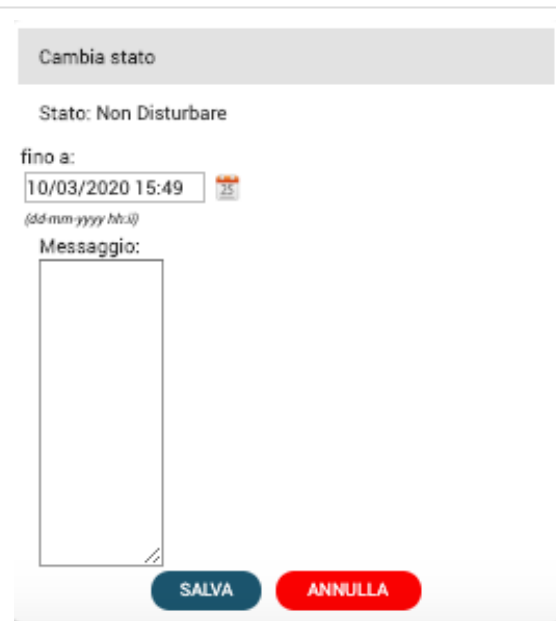 Cambia stato
Stato: Non Disturbare
fino a:
10/03/2020 15:49
25
(dd-mm-yyyy hh:ii)
Messaggio:
SALVA ANNULLA